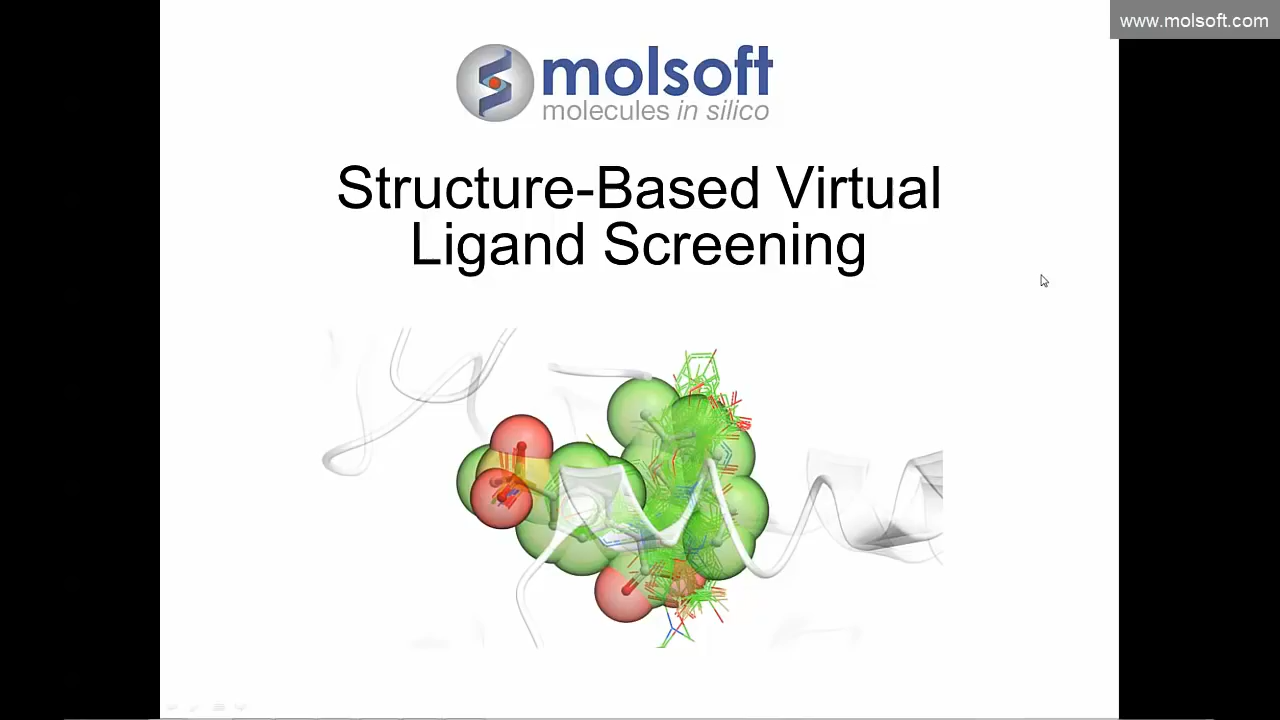 www.molsoft.com
molsoft
molecules in silico
Structure-Based Virtual
Ligand Screening